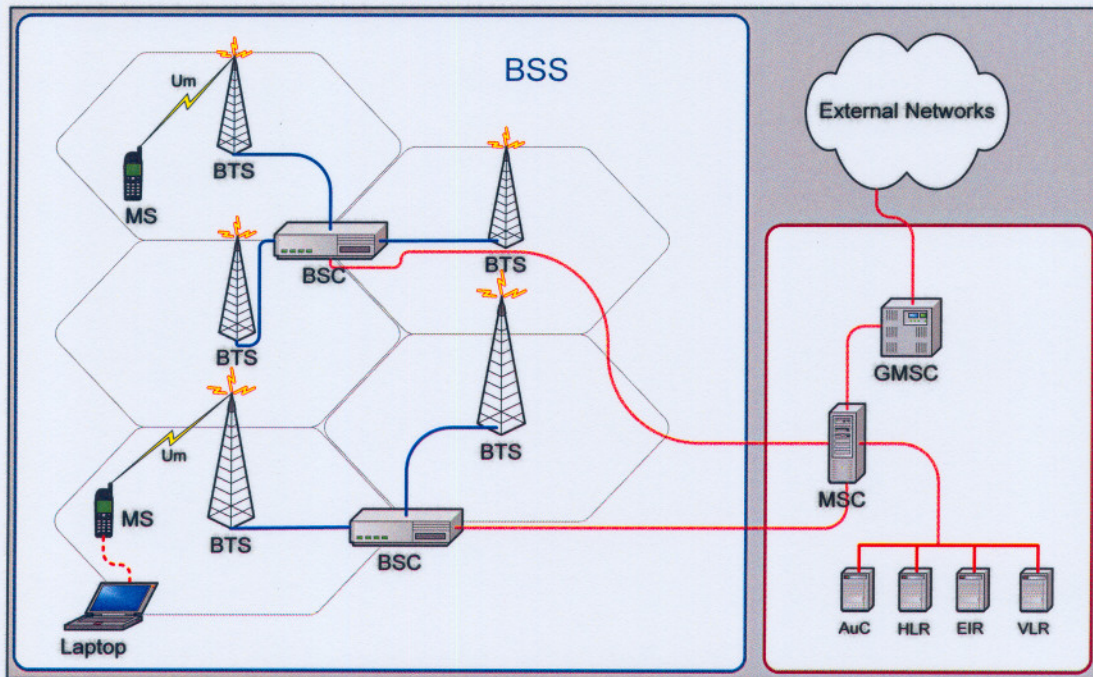 BSS
External Networks
Um
BTS
MS
BTS
BSC
BTS
BTS
GMSC
Um
BTS
MS
MSC
BTS
BSC
AuC
HLR
EIR
VLR
Laptop